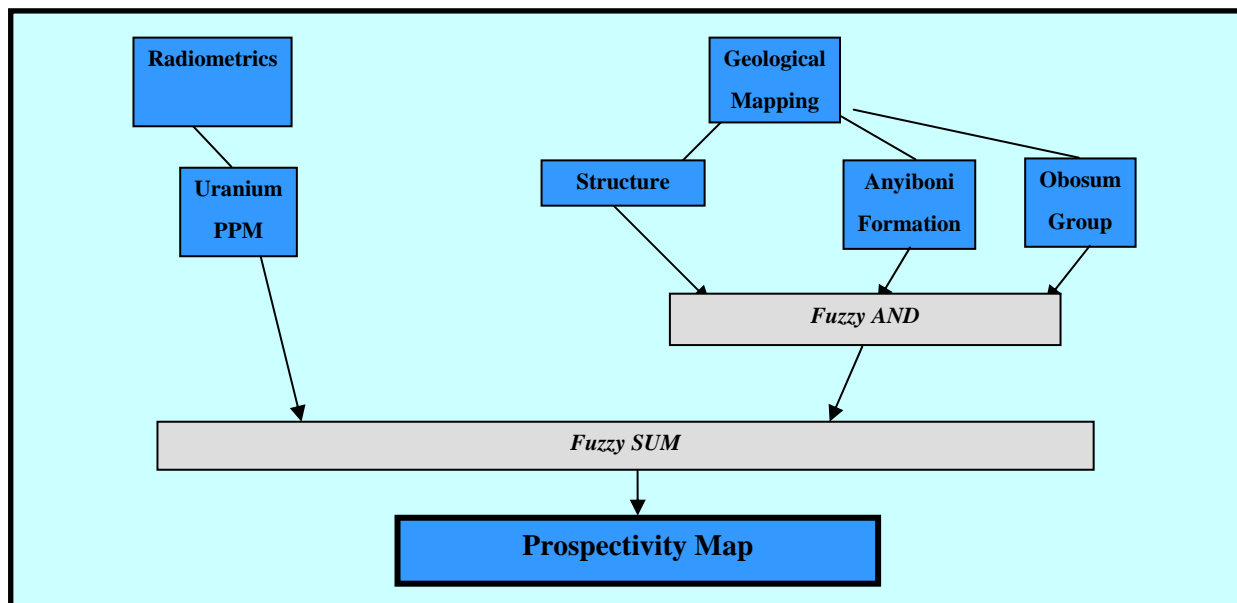 Radiometrics
Geological
Mapping
Uranium
PPM
Structure
Anyiboni
Formation
Obosum
Group
Fuzzy AND
Fuzzy SUM
Prospectivity Map